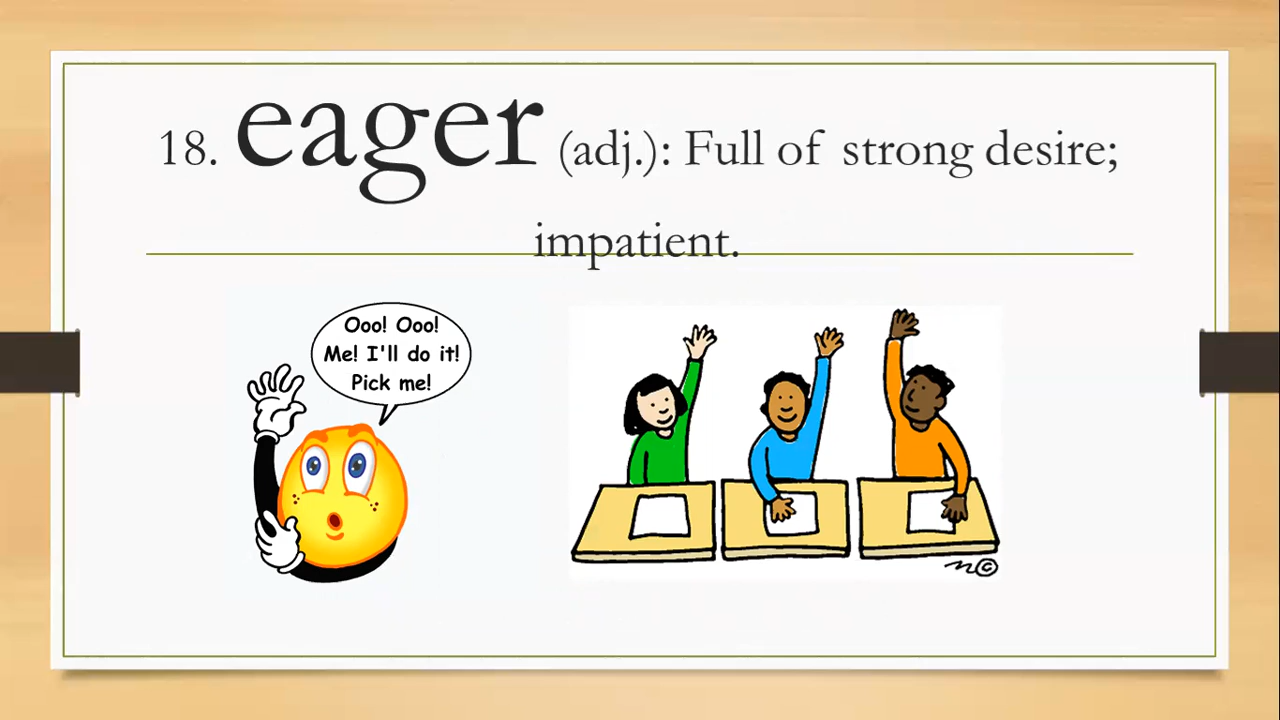 18. eager (adj.): Full of strong desire;
impatient.
Ooo! Ooo!
Me! I'll do it!
Pick me!
©